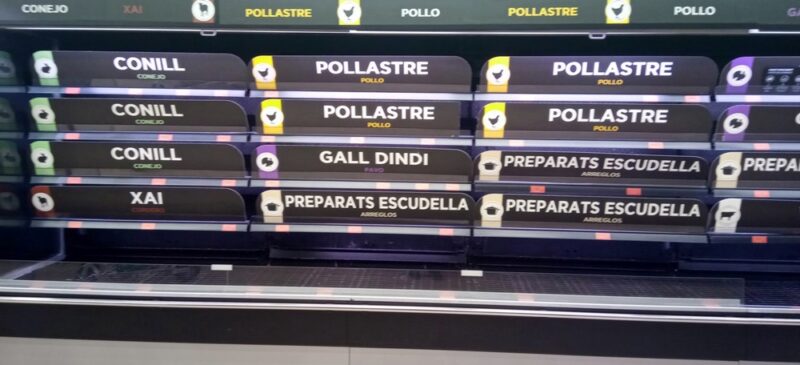 CONEJO XAI POLLASTRE POLLO POLLASTRE POLLO
CONILL
CONEJO
POLLASTRE
POLLO
POLLASTRE
POLLO
CONILL
CONEJO
POLLASTRE
POLLO
POLLASTRE
POLLO
CONILL
CONEJO
GALL DINDI
PAVO
PREPARATS ESCUDELLA
ARREGLOS
XAI
CORDERO
PREPARATS ESCUDELLA
ARREGLOS
PREPARATS ESCUDELLA
ARREGLOS